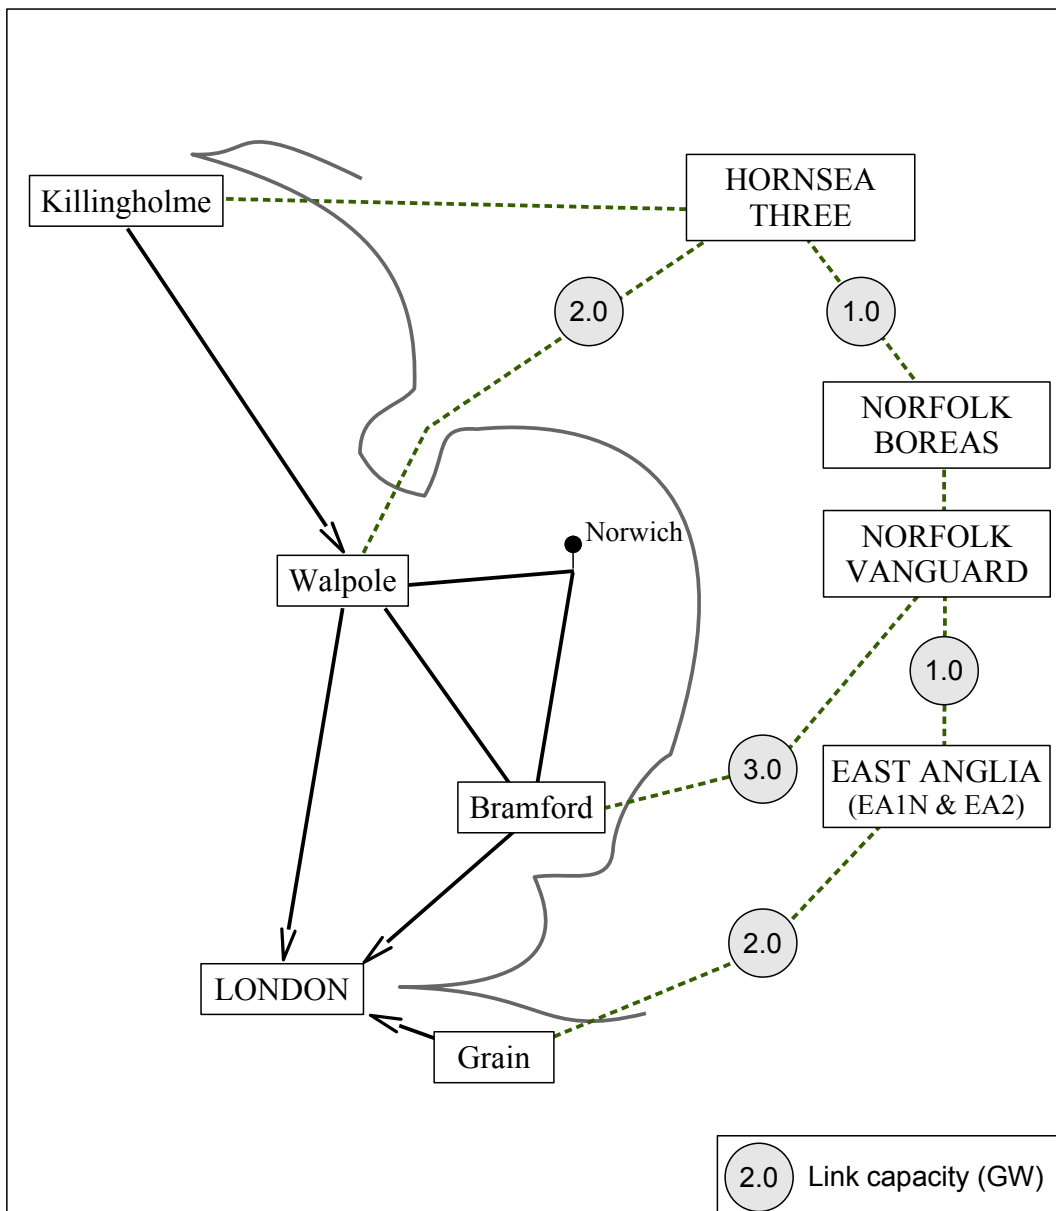 HORNSEA
THREE
Killingholme
2.0
1.0
NORFOLK
BOREAS
Norwich
NORFOLK
VANGUARD
Walpole
1.0
3.0
EAST ANGLIA
(EA1N & EA2)
Bramford
2.0
LONDON
Grain
2.0 Link capacity (GW)